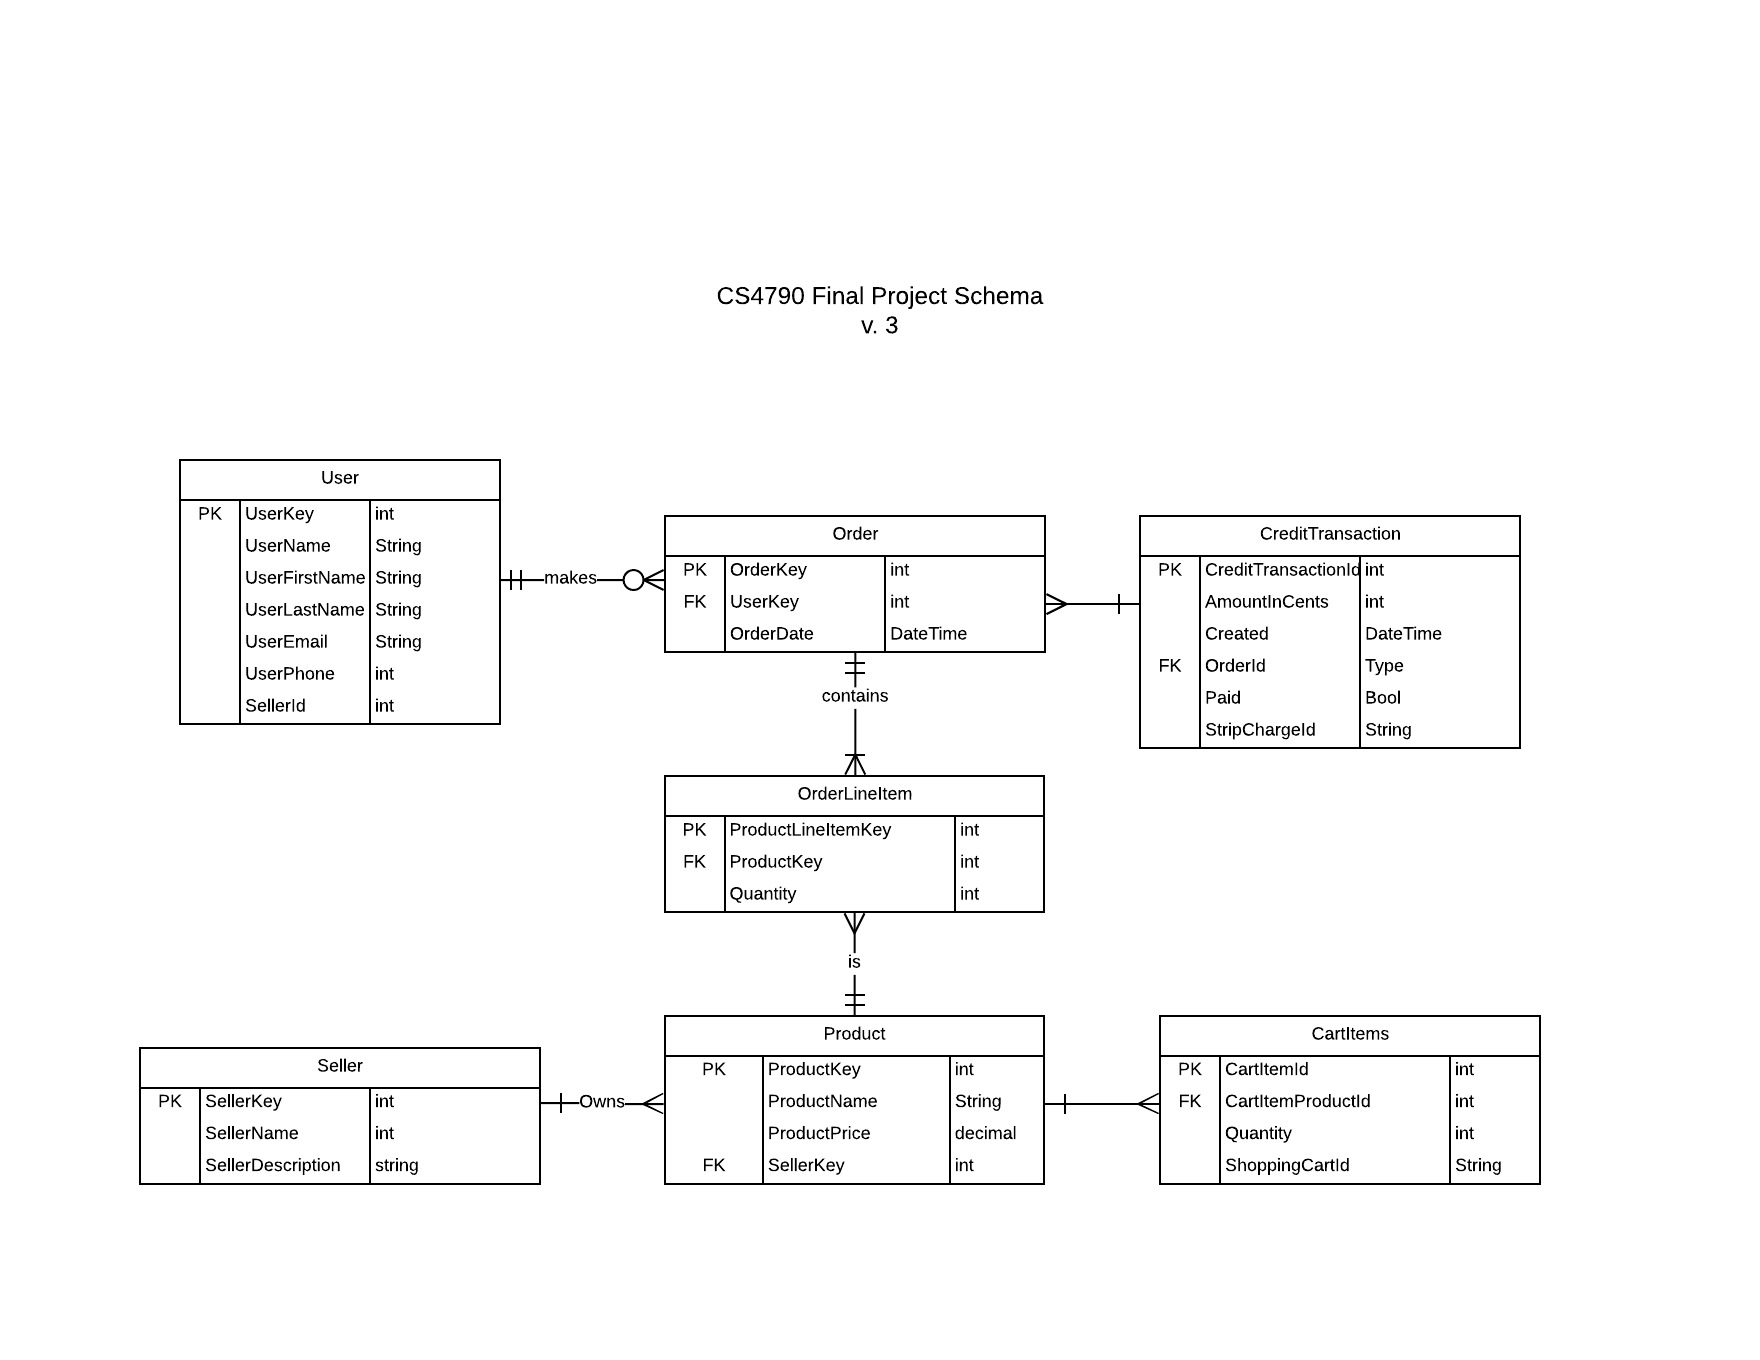 CS4790 Final Project Schema
v. 3
User
PK UserKey int
UserName String
UserFirstName String
UserLastName String
UserEmail String
UserPhone int
SellerId int
makes
Order
PK OrderKey int
FK UserKey int
OrderDate DateTime
CreditTransaction
PK CreditTransactionId int
AmountInCents int
Created DateTime
FK OrderId Type
Paid Bool
StripChargeId String
contains
OrderLineItem
PK ProductLineItemKey int
FK ProductKey int
Quantity int
is
Seller
PK SellerKey int
SellerName int
SellerDescription string
Owns
Product
PK ProductKey int
ProductName String
ProductPrice decimal
FK SellerKey int
CartItems
PK CartItemId int
FK CartItemProductId int
Quantity int
ShoppingCartId String